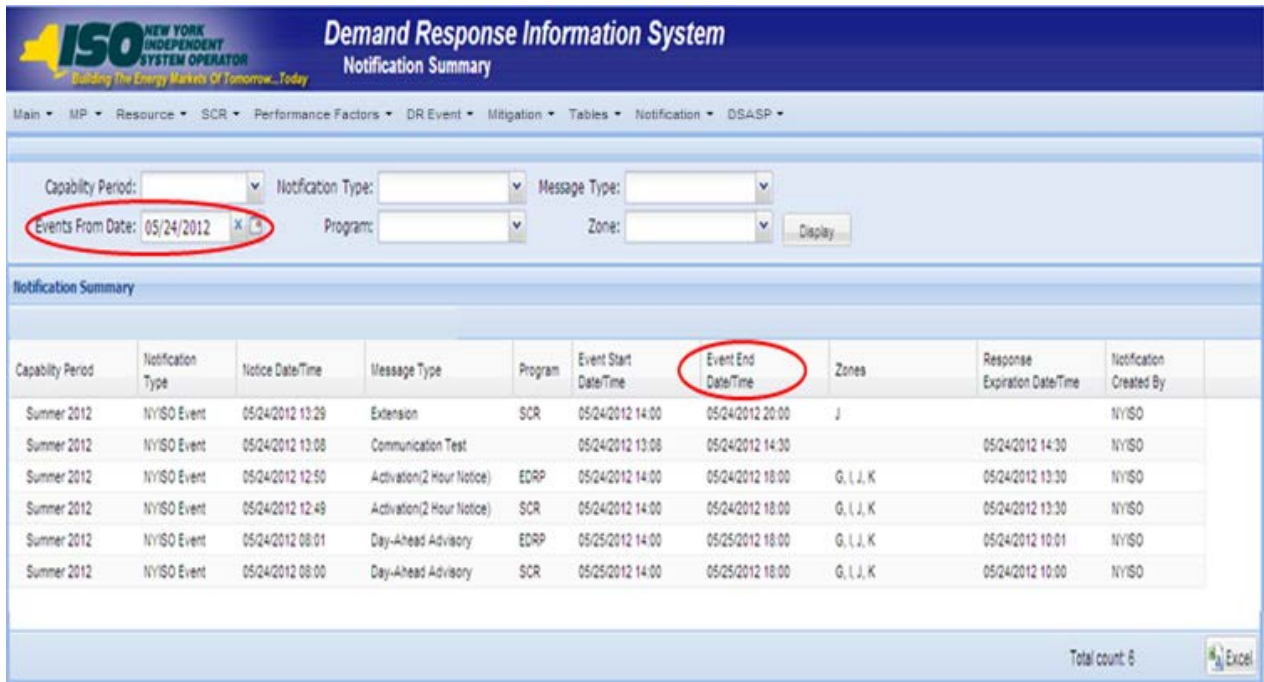 ISO NEW YORK
INDEPENDENT
SYSTEM OPERATOR
Building The Energy Markets Of Tomorrow...Today
Demand Response Information System
Notification Summary
Main MP Resource SCR Performance Factors DR Event Mitigation Tables Notification DSASP
Capability Period: Notification Type: Message Type:
Events From Date: 05/24/2012 x Program: Zone: Display
Notification Summary
Capability Period Notification Type Notice Date/Time Message Type Program Event Start Date/Time Event End Date/Time Zones Response Expiration Date/Time Notification Created By
Summer 2012 NYISO Event 05/24/2012 13:29 Extension SCR 05/24/2012 14:00 05/24/2012 20:00 J NYISO
Summer 2012 NYISO Event 05/24/2012 13:08 Communication Test 05/24/2012 13:08 05/24/2012 14:30 05/24/2012 14:30 NYISO
Summer 2012 NYISO Event 05/24/2012 12:50 Activation(2 Hour Notice) EDRP 05/24/2012 14:00 05/24/2012 18:00 G, I, J, K 05/24/2012 13:30 NYISO
Summer 2012 NYISO Event 05/24/2012 12:49 Activation(2 Hour Notice) SCR 05/24/2012 14:00 05/24/2012 18:00 G, I, J, K 05/24/2012 13:30 NYISO
Summer 2012 NYISO Event 05/24/2012 08:01 Day-Ahead Advisory EDRP 05/25/2012 14:00 05/25/2012 18:00 G, I, J, K 05/24/2012 10:01 NYISO
Summer 2012 NYISO Event 05/24/2012 08:00 Day-Ahead Advisory SCR 05/25/2012 14:00 05/25/2012 18:00 G, I, J, K 05/24/2012 10:00 NYISO
Total count: 6 Excel